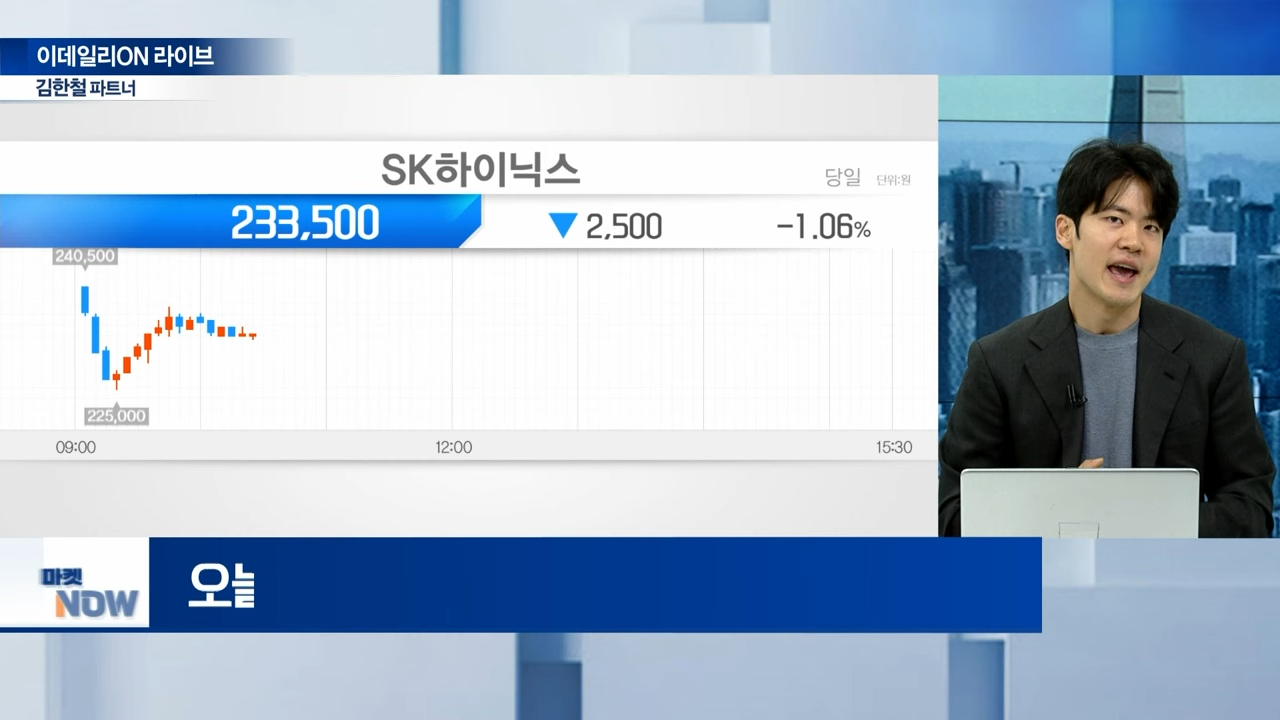 이데일리ON 라이브
김한철 파트너
SK하이닉스
당일 단위:원
233,500 ▼ 2,500 -1.06%
240,500
225,000
09:00 12:00 15:30
마켓
NOW
오늘